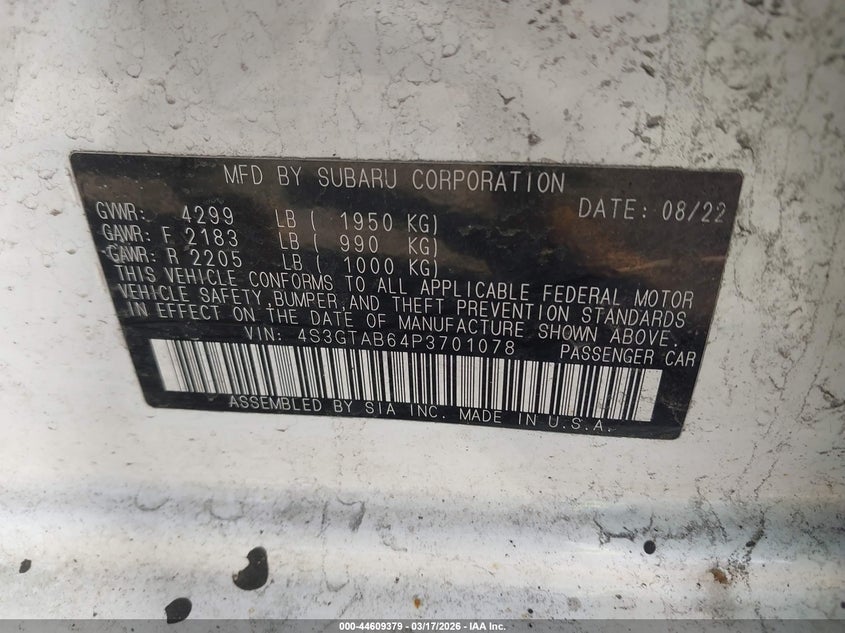 MFD BY SUBARU CORPORATION
DATE: 08/22
GVWR: 4299 LB ( 1950 KG)
GAWR: F 2183 LB ( 990 KG)
GAWR: R 2205 LB ( 1000 KG)
THIS VEHICLE CONFORMS TO ALL APPLICABLE FEDERAL MOTOR
VEHICLE SAFETY, BUMPER, AND THEFT PREVENTION STANDARDS
IN EFFECT ON THE DATE OF MANUFACTURE SHOWN ABOVE.
VIN: 4S3GTAB64P3701078 PASSENGER CAR
ASSEMBLED BY SIA INC. MADE IN U.S.A.
000-44609379 - 03/17/2026 - IAA Inc.